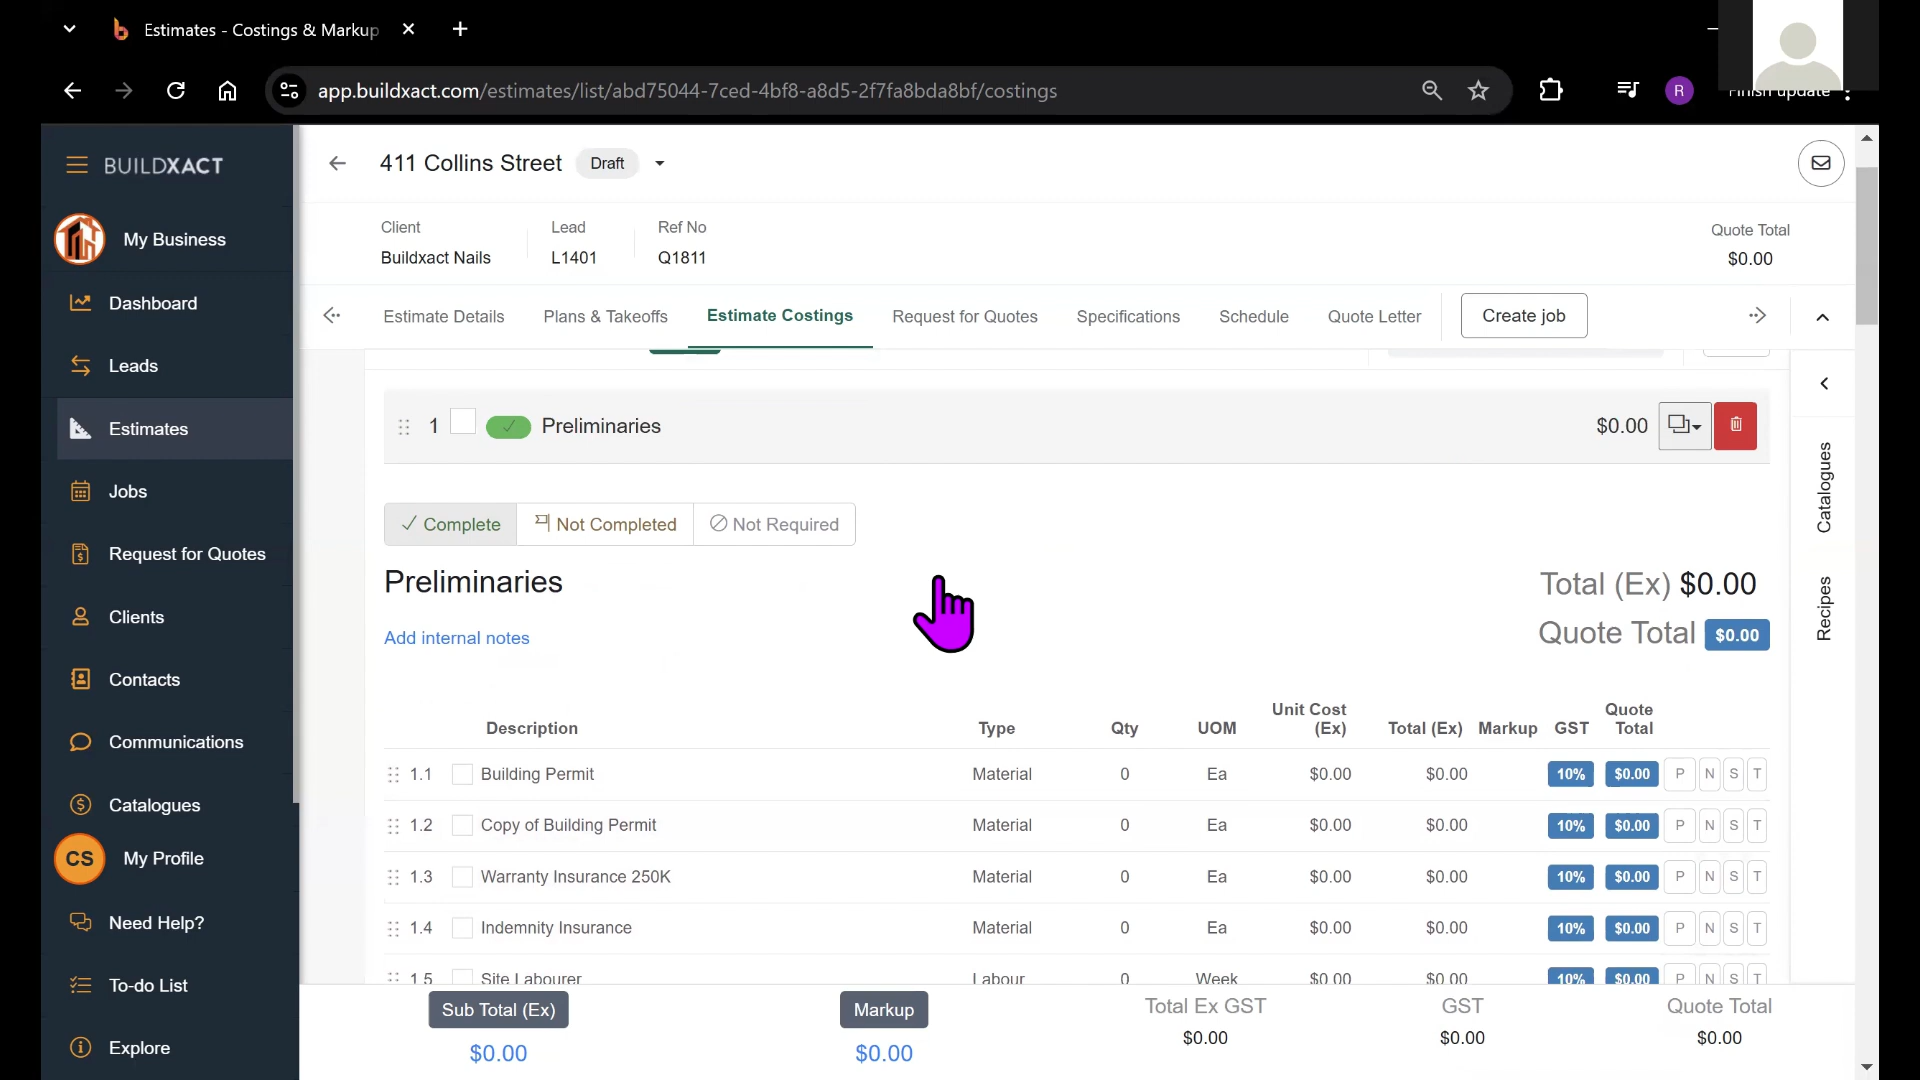 Estimates - Costings & Markup
app.buildxact.com/estimates/list/abd75044-7ced-4bf8-a8d5-2f7fa8bda8bf/costings
R
Finish update
BUILDXACT
My Business
Dashboard
Leads
Estimates
Jobs
Request for Quotes
Clients
Contacts
Communications
Catalogues
CS My Profile
Need Help?
To-do List
Explore
411 Collins Street Draft
Client Lead Ref No
Buildxact Nails L1401 Q1811
Quote Total
$0.00
Estimate Details Plans & Takeoffs Estimate Costings Request for Quotes Specifications Schedule Quote Letter Create job
1 Preliminaries $0.00
Complete Not Completed Not Required
Preliminaries Total (Ex) $0.00
Quote Total $0.00
Add internal notes
Description Type Qty UOM Unit Cost (Ex) Total (Ex) Markup GST Quote Total
1.1 Building Permit Material 0 Ea $0.00 $0.00 10% $0.00 P N S T
1.2 Copy of Building Permit Material 0 Ea $0.00 $0.00 10% $0.00 P N S T
1.3 Warranty Insurance 250K Material 0 Ea $0.00 $0.00 10% $0.00 P N S T
1.4 Indemnity Insurance Material 0 Ea $0.00 $0.00 10% $0.00 P N S T
1.5 Site Labourer Labour 0 Week $0.00 $0.00 10% $0.00 P N S T
Sub Total (Ex) Markup Total Ex GST GST Quote Total
$0.00 $0.00 $0.00 $0.00 $0.00
Catalogues
Recipes